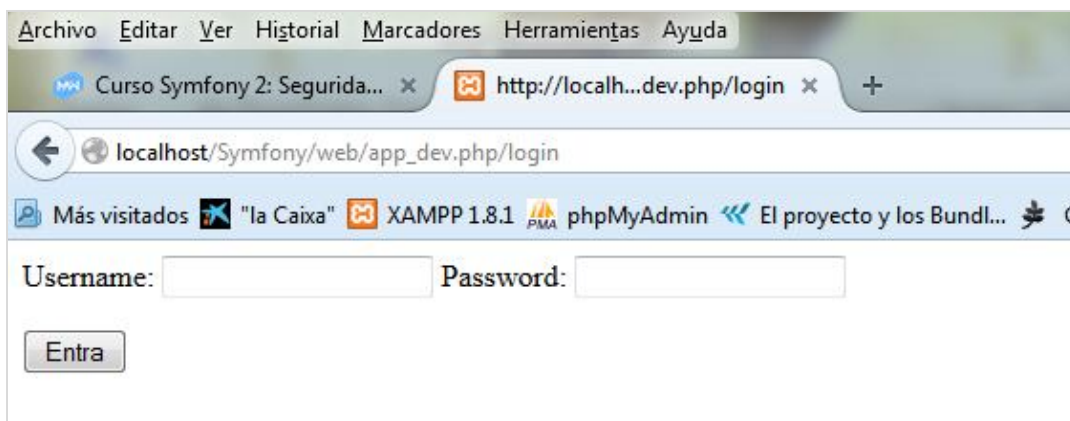 Archivo Editar Ver Historial Marcadores Herramientas Ayuda
Curso Symfony 2: Segurida... × http://localh...dev.php/login × +
localhost/Symfony/web/app_dev.php/login
Más visitados "la Caixa" XAMPP 1.8.1 PMA phpMyAdmin El proyecto y los Bundl...
Username: Password:
Entra